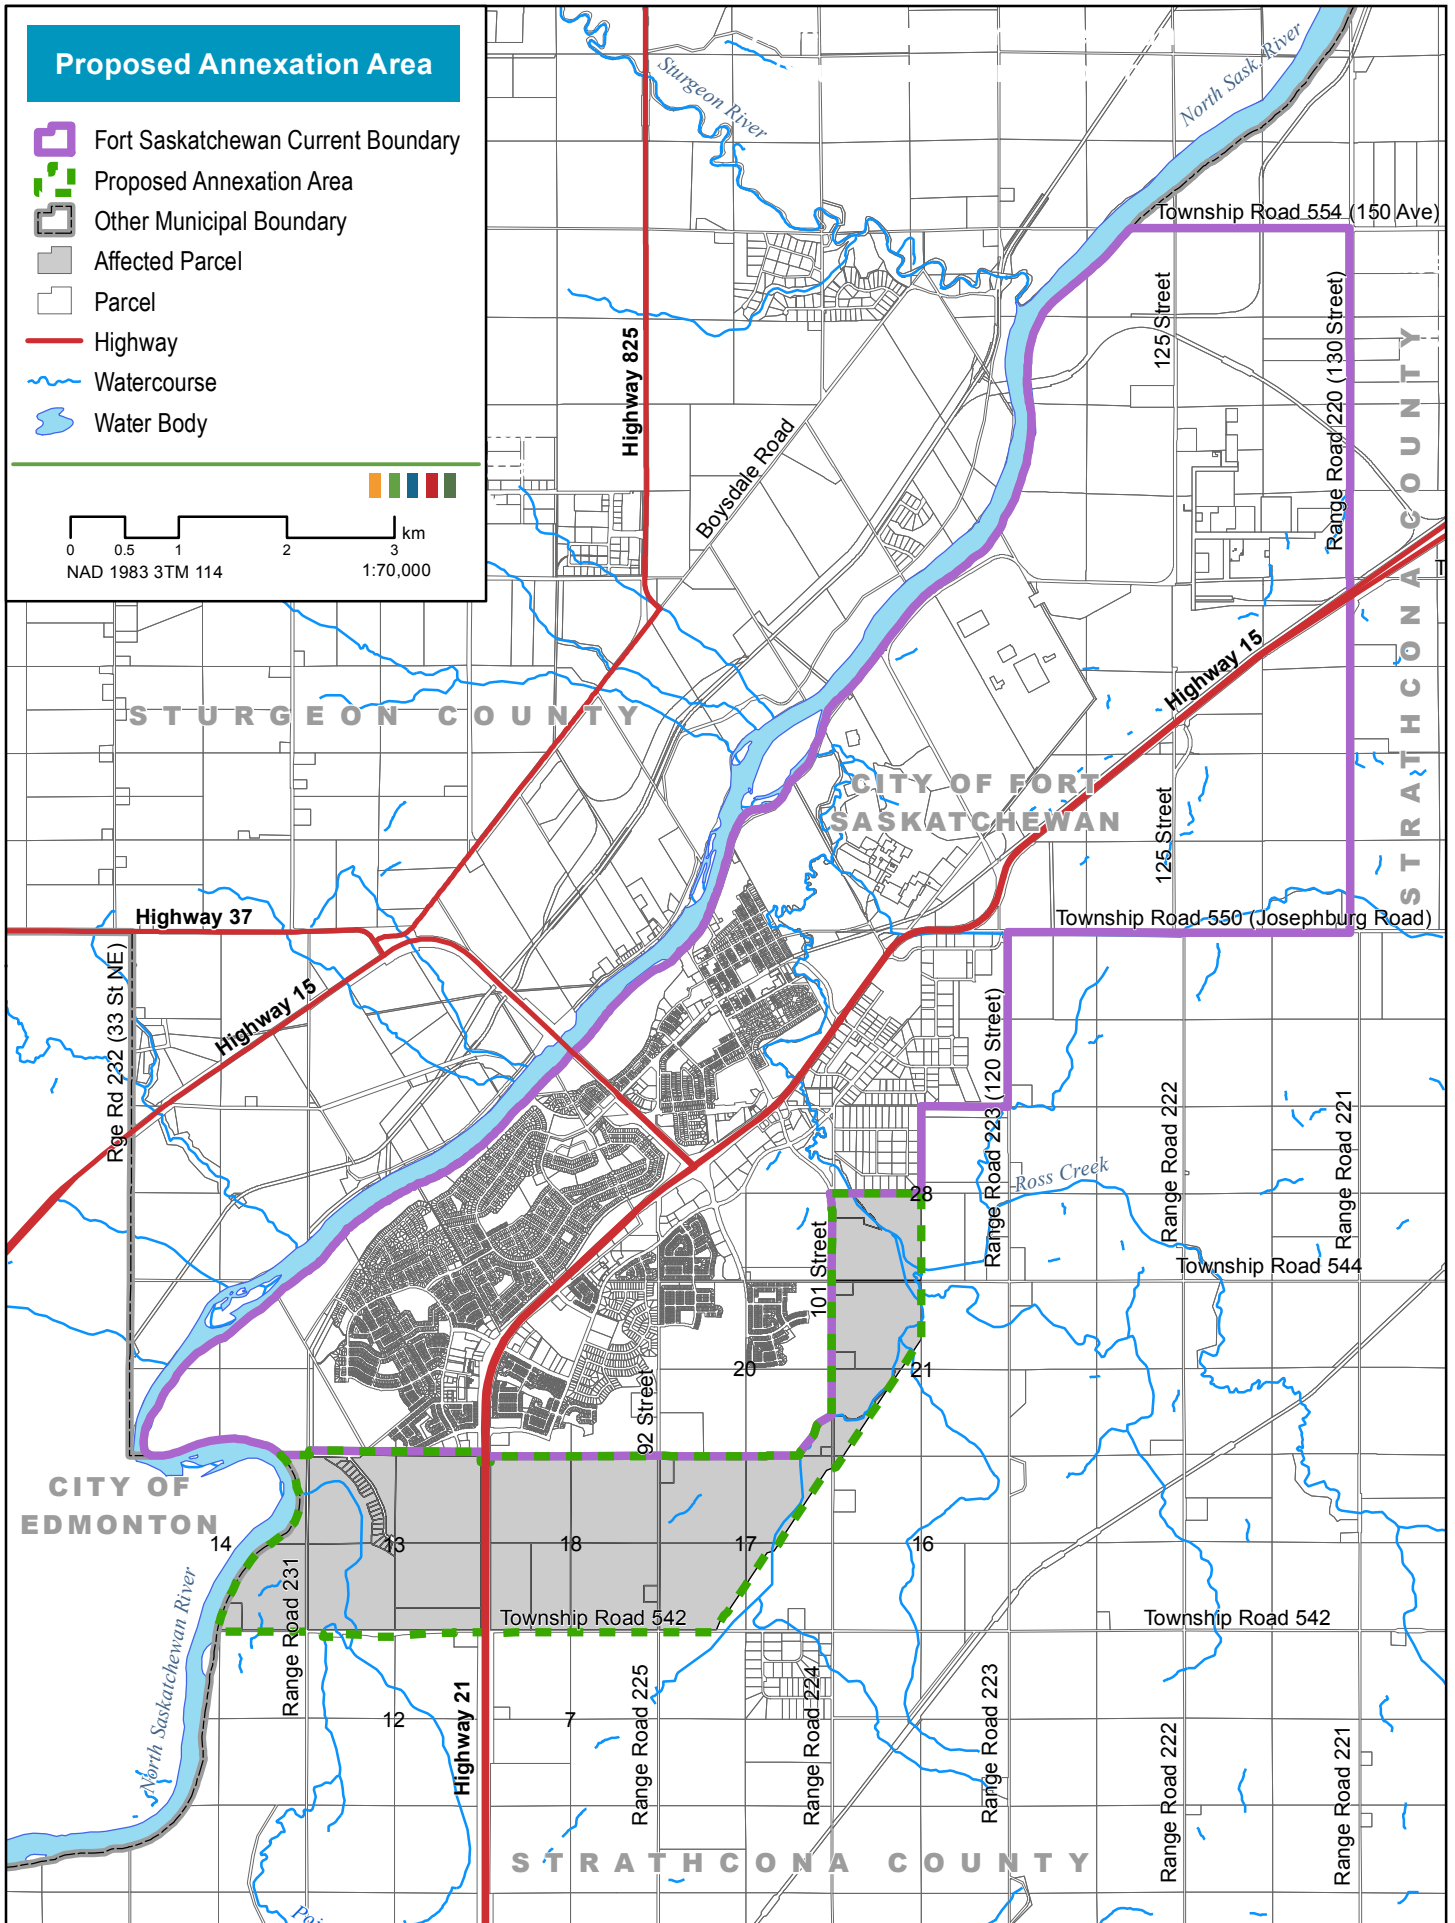 Proposed Annexation Area
Fort Saskatchewan Current Boundary
Proposed Annexation Area
Other Municipal Boundary
Affected Parcel
Parcel
Highway
Watercourse
Water Body
km
0 0.5 1 2 3
NAD 1983 3TM 114 1:70,000
Sturgeon River
North Sask. River
Township Road 554 (150 Ave)
125 Street
Range Road 220 (130 Street)
STRATHCONA COUNTY
Highway 825
Boysdale Road
T
Highway 15
STURGEON COUNTY
CITY OF FORT
SASKATCHEWAN
125 Street
Highway 37
Township Road 550 (Josephburg Road)
Rge Rd 232 (33 St NE)
Highway 15
Range Road 223 (120 Street)
Range Road 222
Range Road 221
Ross Creek
28
101 Street
Township Road 544
20
21
92 Street
CITY OF
EDMONTON
14
13
18
17
16
Range Road 231
Township Road 542
Township Road 542
North Saskatchewan River
12
7
Highway 21
Range Road 225
Range Road 224
Range Road 223
Range Road 222
Range Road 221
STRATHCONA COUNTY